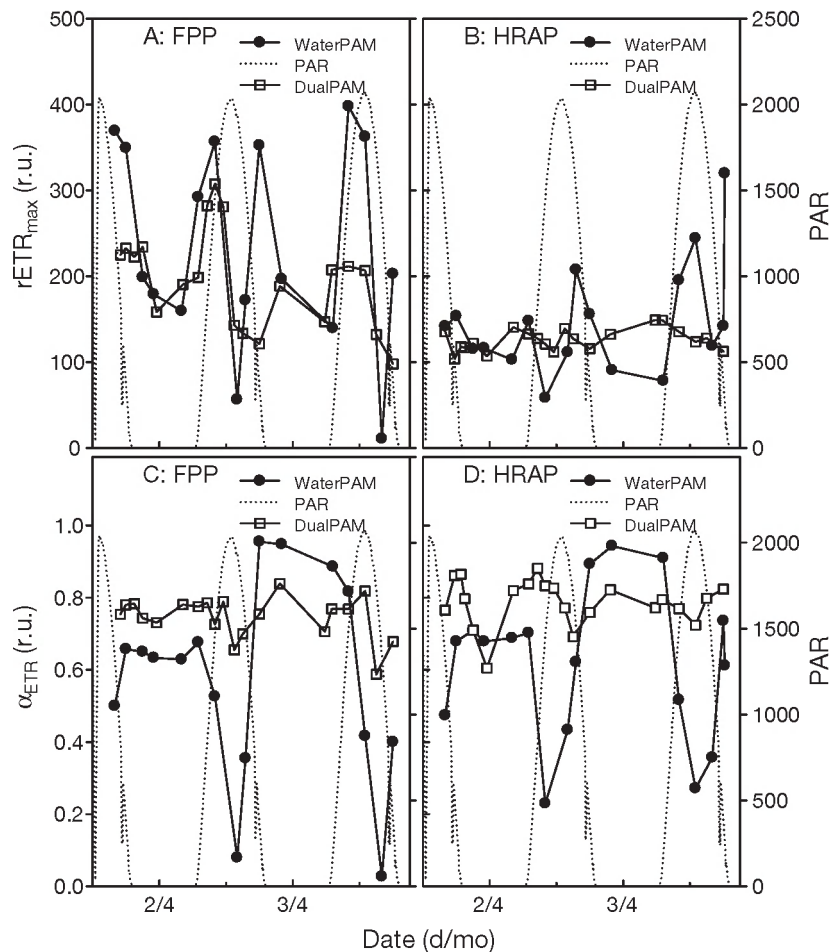 A: FPP
WaterPAM
PAR
DualPAM
B: HRAP
WaterPAM
PAR
DualPAM
500
400
300
200
100
0
rETRmax (r.u.)
2500
2000
1500
1000
500
0
PAR
C: FPP
WaterPAM
PAR
DualPAM
D: HRAP
WaterPAM
PAR
DualPAM
1.0
0.8
0.6
0.4
0.2
0.0
αETR (r.u.)
2000
1500
1000
500
0
PAR
2/4 3/4 2/4 3/4
Date (d/mo)